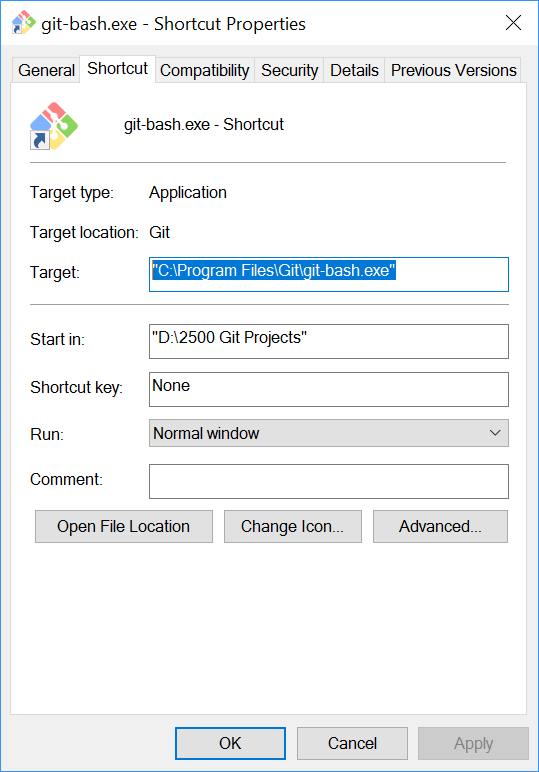 git-bash.exe - Shortcut Properties
General Shortcut Compatibility Security Details Previous Versions
git-bash.exe - Shortcut
Target type: Application
Target location: Git
Target: "C:\Program Files\Git\git-bash.exe"
Start in: "D:\2500 Git Projects"
Shortcut key: None
Run: Normal window
Comment:
Open File Location Change Icon... Advanced...
OK Cancel Apply